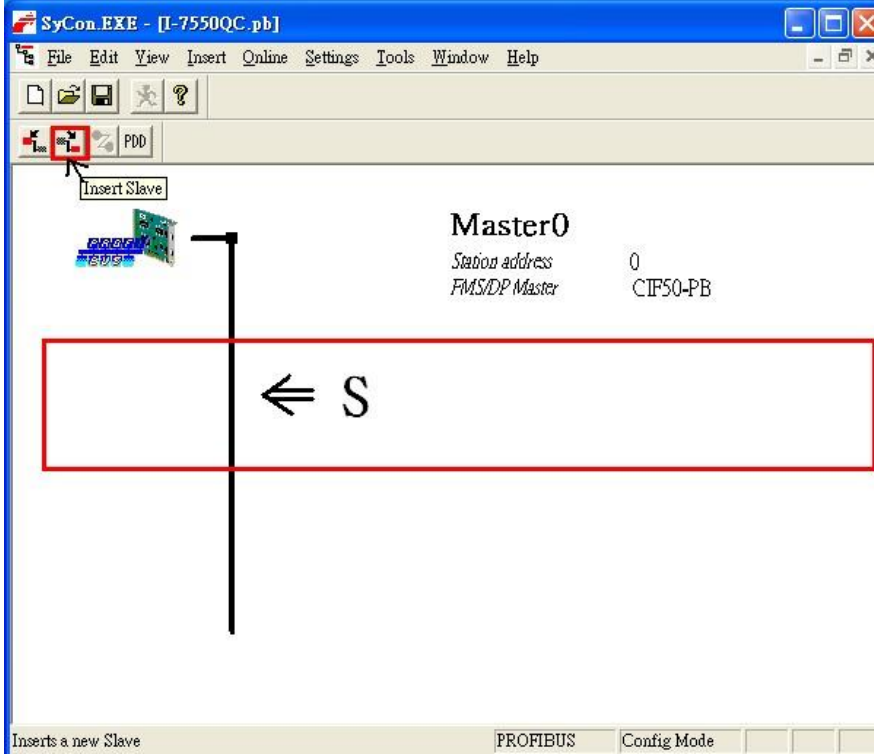 SyCon.EXE - [I-7550QC.pb]
File Edit View Insert Online Settings Tools Window Help
PDD
Insert Slave
Master0
Station address 0
FMS/DP Master CIF50-PB
S
Inserts a new Slave PROFIBUS Config Mode